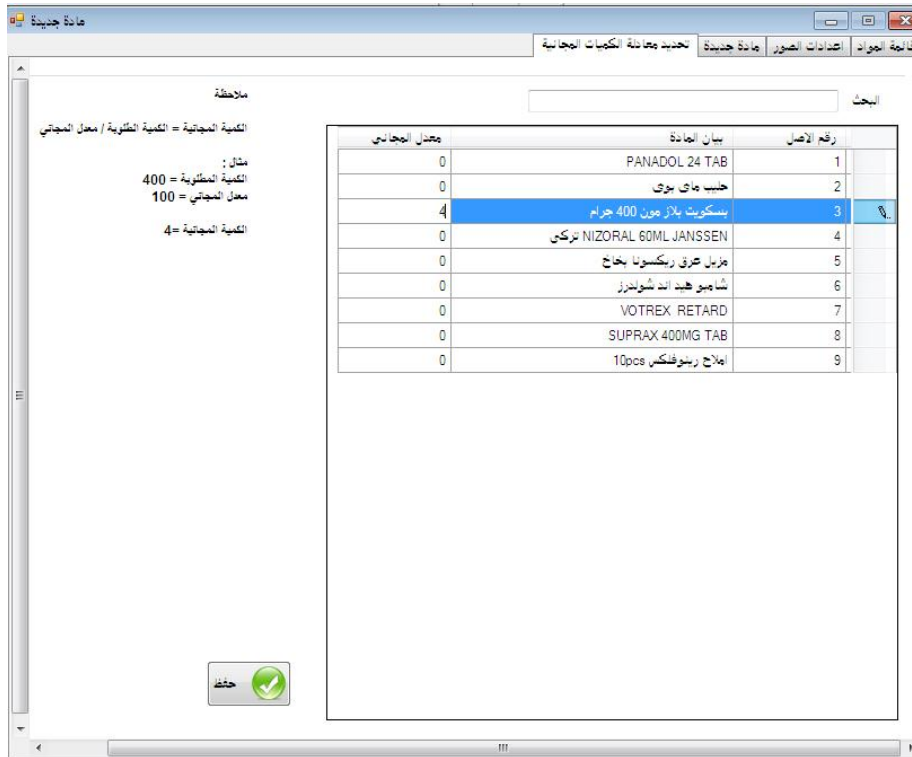 مادة جديدة
قائمة المواد
اعدادات الصور
مادة جديدة
تحديد معادلة الكميات المجانية
البحث
ملاحظة
الكمية المجانية = الكمية الطلوبة / معدل المجاني
مثال :
الكمية المطلوبة = 400
معدل المجاني = 100
الكمية المجانية =4
رقم الاصل بيان المادة معدل المجاني
1 PANADOL 24 TAB 0
2 حليب ماي بوي 0
3 بسكويت بلاز مون 400 جرام 4
4 NIZORAL 60ML JANSSEN تركي 0
5 مزيل عرق ريكسونا بخاخ 0
6 شامبو هيد اند شولدرز 0
7 VOTREX RETARD 0
8 SUPRAX 400MG TAB 0
9 املاح رينوفلكس 10pcs 0
حفظ